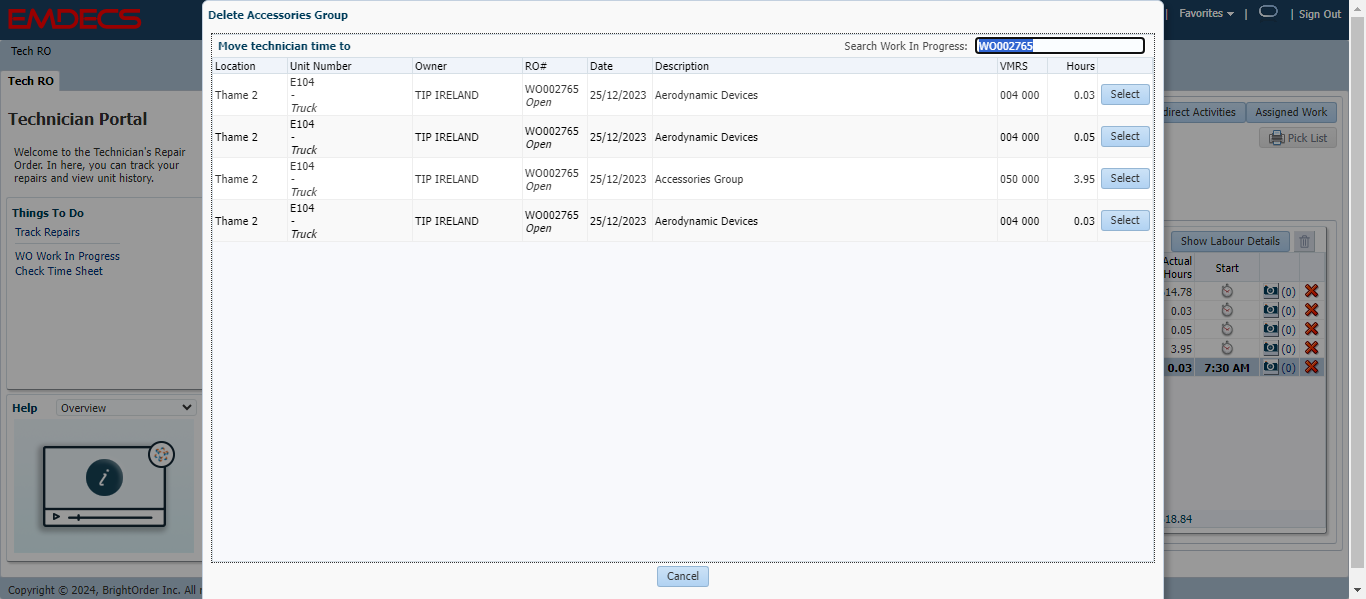 EMDECS
| Favorites | | Sign Out
Tech RO
Tech RO
Technician Portal
Welcome to the Technician's Repair
Order. In here, you can track your
repairs and view unit history.
Things To Do
Track Repairs
WO Work In Progress
Check Time Sheet
Help Overview
i
Copyright © 2024, BrightOrder Inc. All
Delete Accessories Group
Move technician time to Search Work In Progress: WO002765
Location Unit Number Owner RO# Date Description VMRS Hours
Thame 2 E104 - Truck TIP IRELAND WO002765 Open 25/12/2023 Aerodynamic Devices 004 000 0.03 Select
Thame 2 E104 - Truck TIP IRELAND WO002765 Open 25/12/2023 Aerodynamic Devices 004 000 0.05 Select
Thame 2 E104 - Truck TIP IRELAND WO002765 Open 25/12/2023 Accessories Group 050 000 3.95 Select
Thame 2 E104 - Truck TIP IRELAND WO002765 Open 25/12/2023 Aerodynamic Devices 004 000 0.03 Select
Cancel
direct Activities Assigned Work
Pick List
Show Labour Details
Actual Hours Start
14.78 (0)
0.03 (0)
0.05 (0)
3.95 (0)
0.03 7:30 AM (0)
18.84